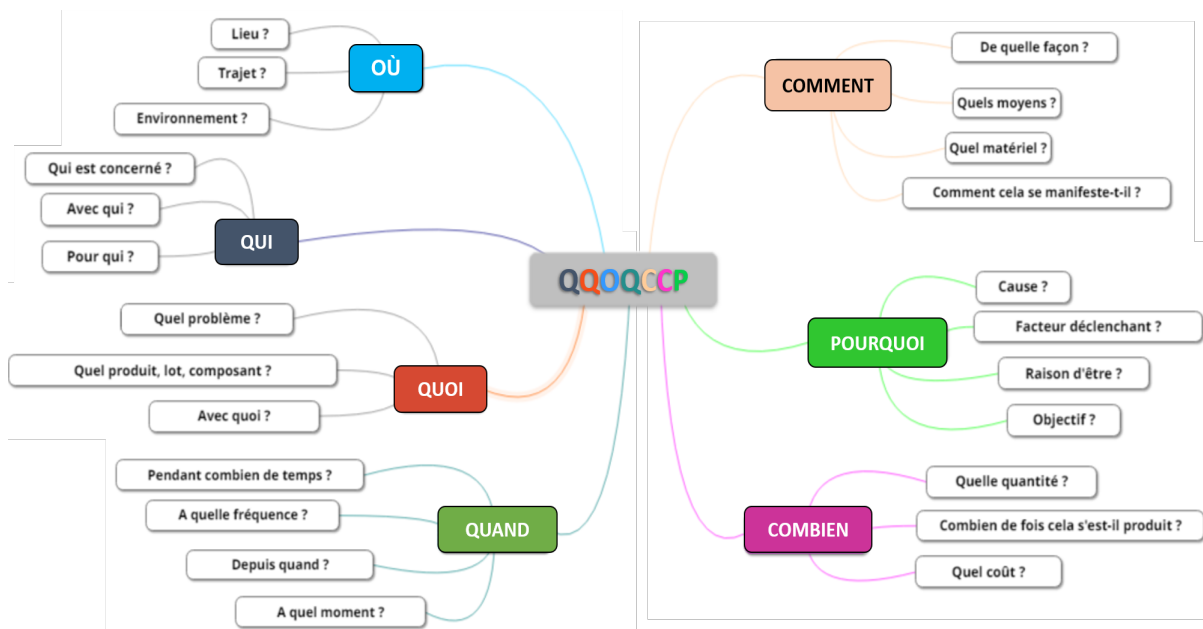 QQOQCCP
OÙ
Lieu ?
Trajet ?
Environnement ?
QUI
Qui est concerné ?
Avec qui ?
Pour qui ?
QUOI
Quel problème ?
Quel produit, lot, composant ?
Avec quoi ?
QUAND
Pendant combien de temps ?
A quelle fréquence ?
Depuis quand ?
A quel moment ?
COMMENT
De quelle façon ?
Quels moyens ?
Quel matériel ?
Comment cela se manifeste-t-il ?
POURQUOI
Cause ?
Facteur déclenchant ?
Raison d'être ?
Objectif ?
COMBIEN
Quelle quantité ?
Combien de fois cela s'est-il produit ?
Quel coût ?